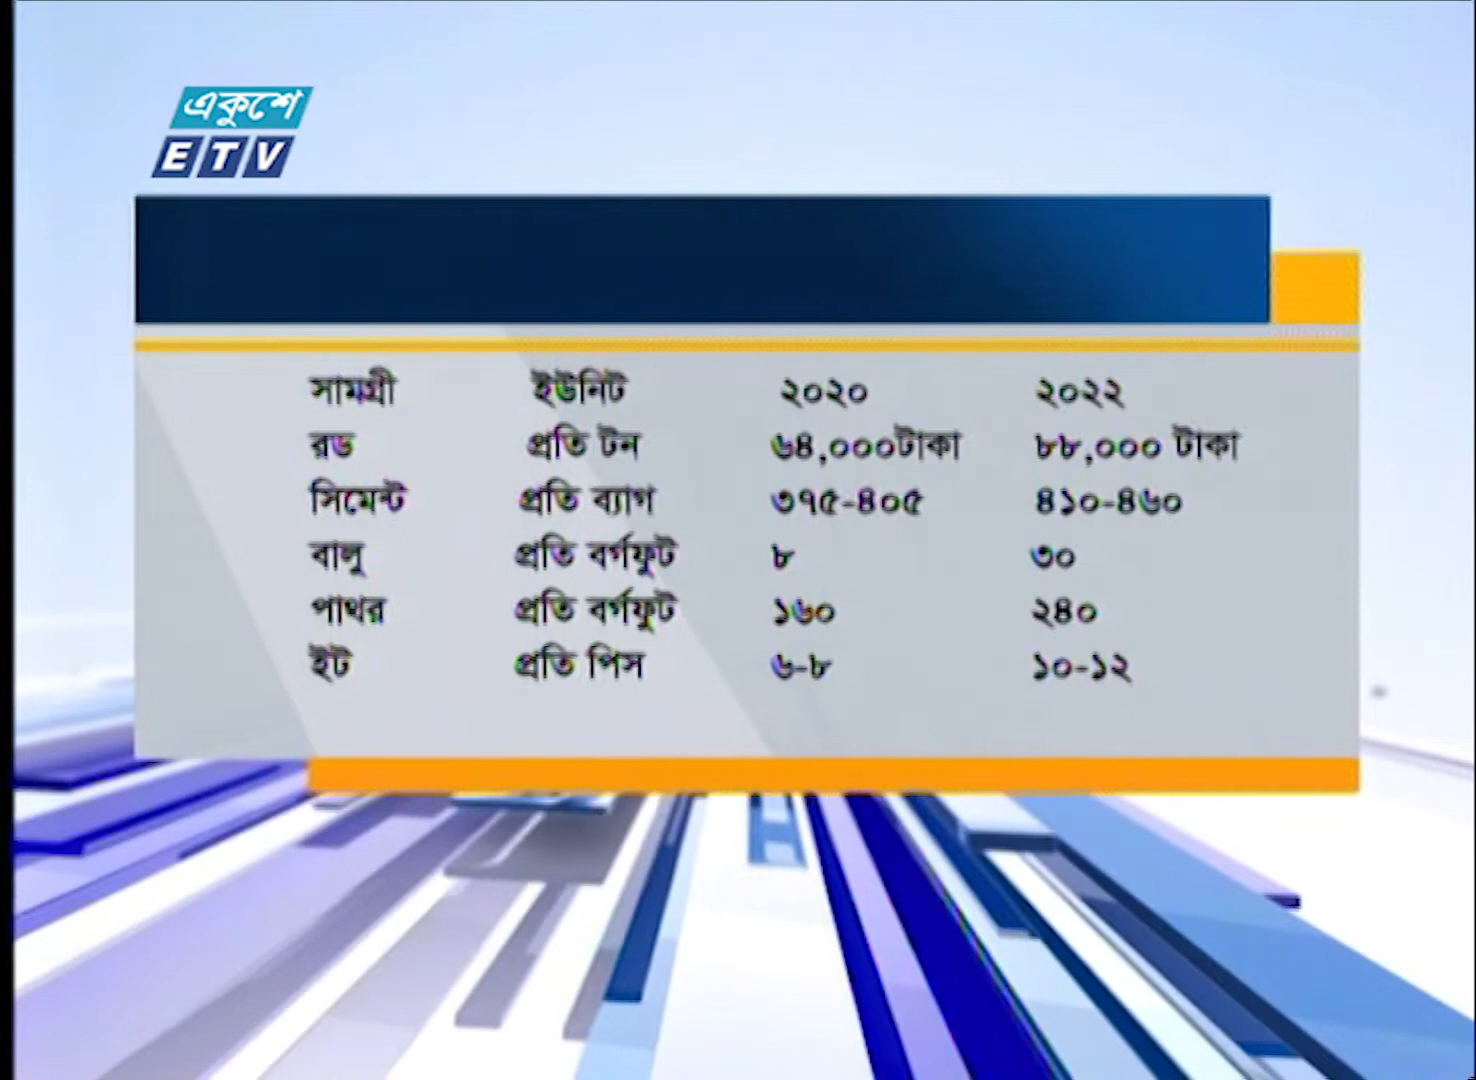 একুশে
ETV
সামগ্রী ইউনিট ২০২০ ২০২২
রড প্রতি টন ৬৪,০০০টাকা ৮৮,০০০ টাকা
সিমেন্ট প্রতি ব্যাগ ৩৭৫-৪০৫ ৪১০-৪৬০
বালু প্রতি বর্গফুট ৮ ৩০
পাথর প্রতি বর্গফুট ১৬০ ২৪০
ইট প্রতি পিস ৬-৮ ১০-১২